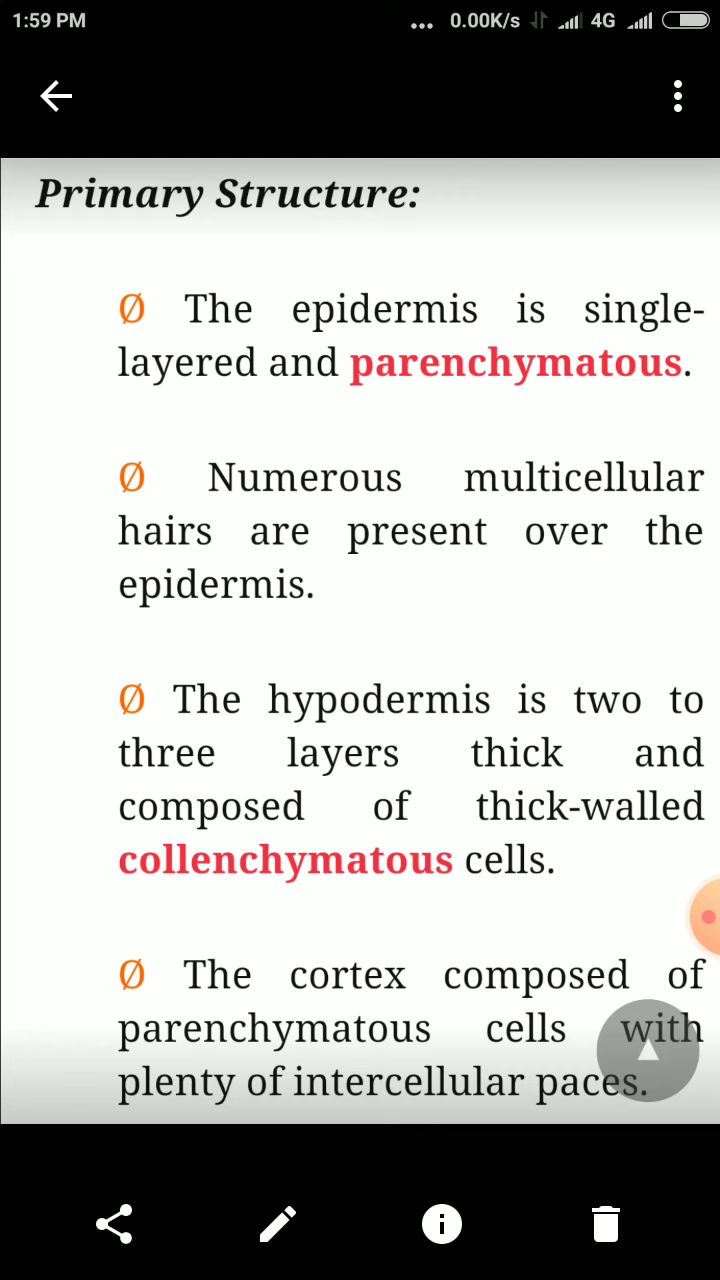 1:59 PM ... 0.00K/s 4G
Primary Structure:
Ø The epidermis is single-
layered and parenchymatous.
Ø Numerous multicellular
hairs are present over the
epidermis.
Ø The hypodermis is two to
three layers thick and
composed of thick-walled
collenchymatous cells.
Ø The cortex composed of
parenchymatous cells with
plenty of intercellular paces.